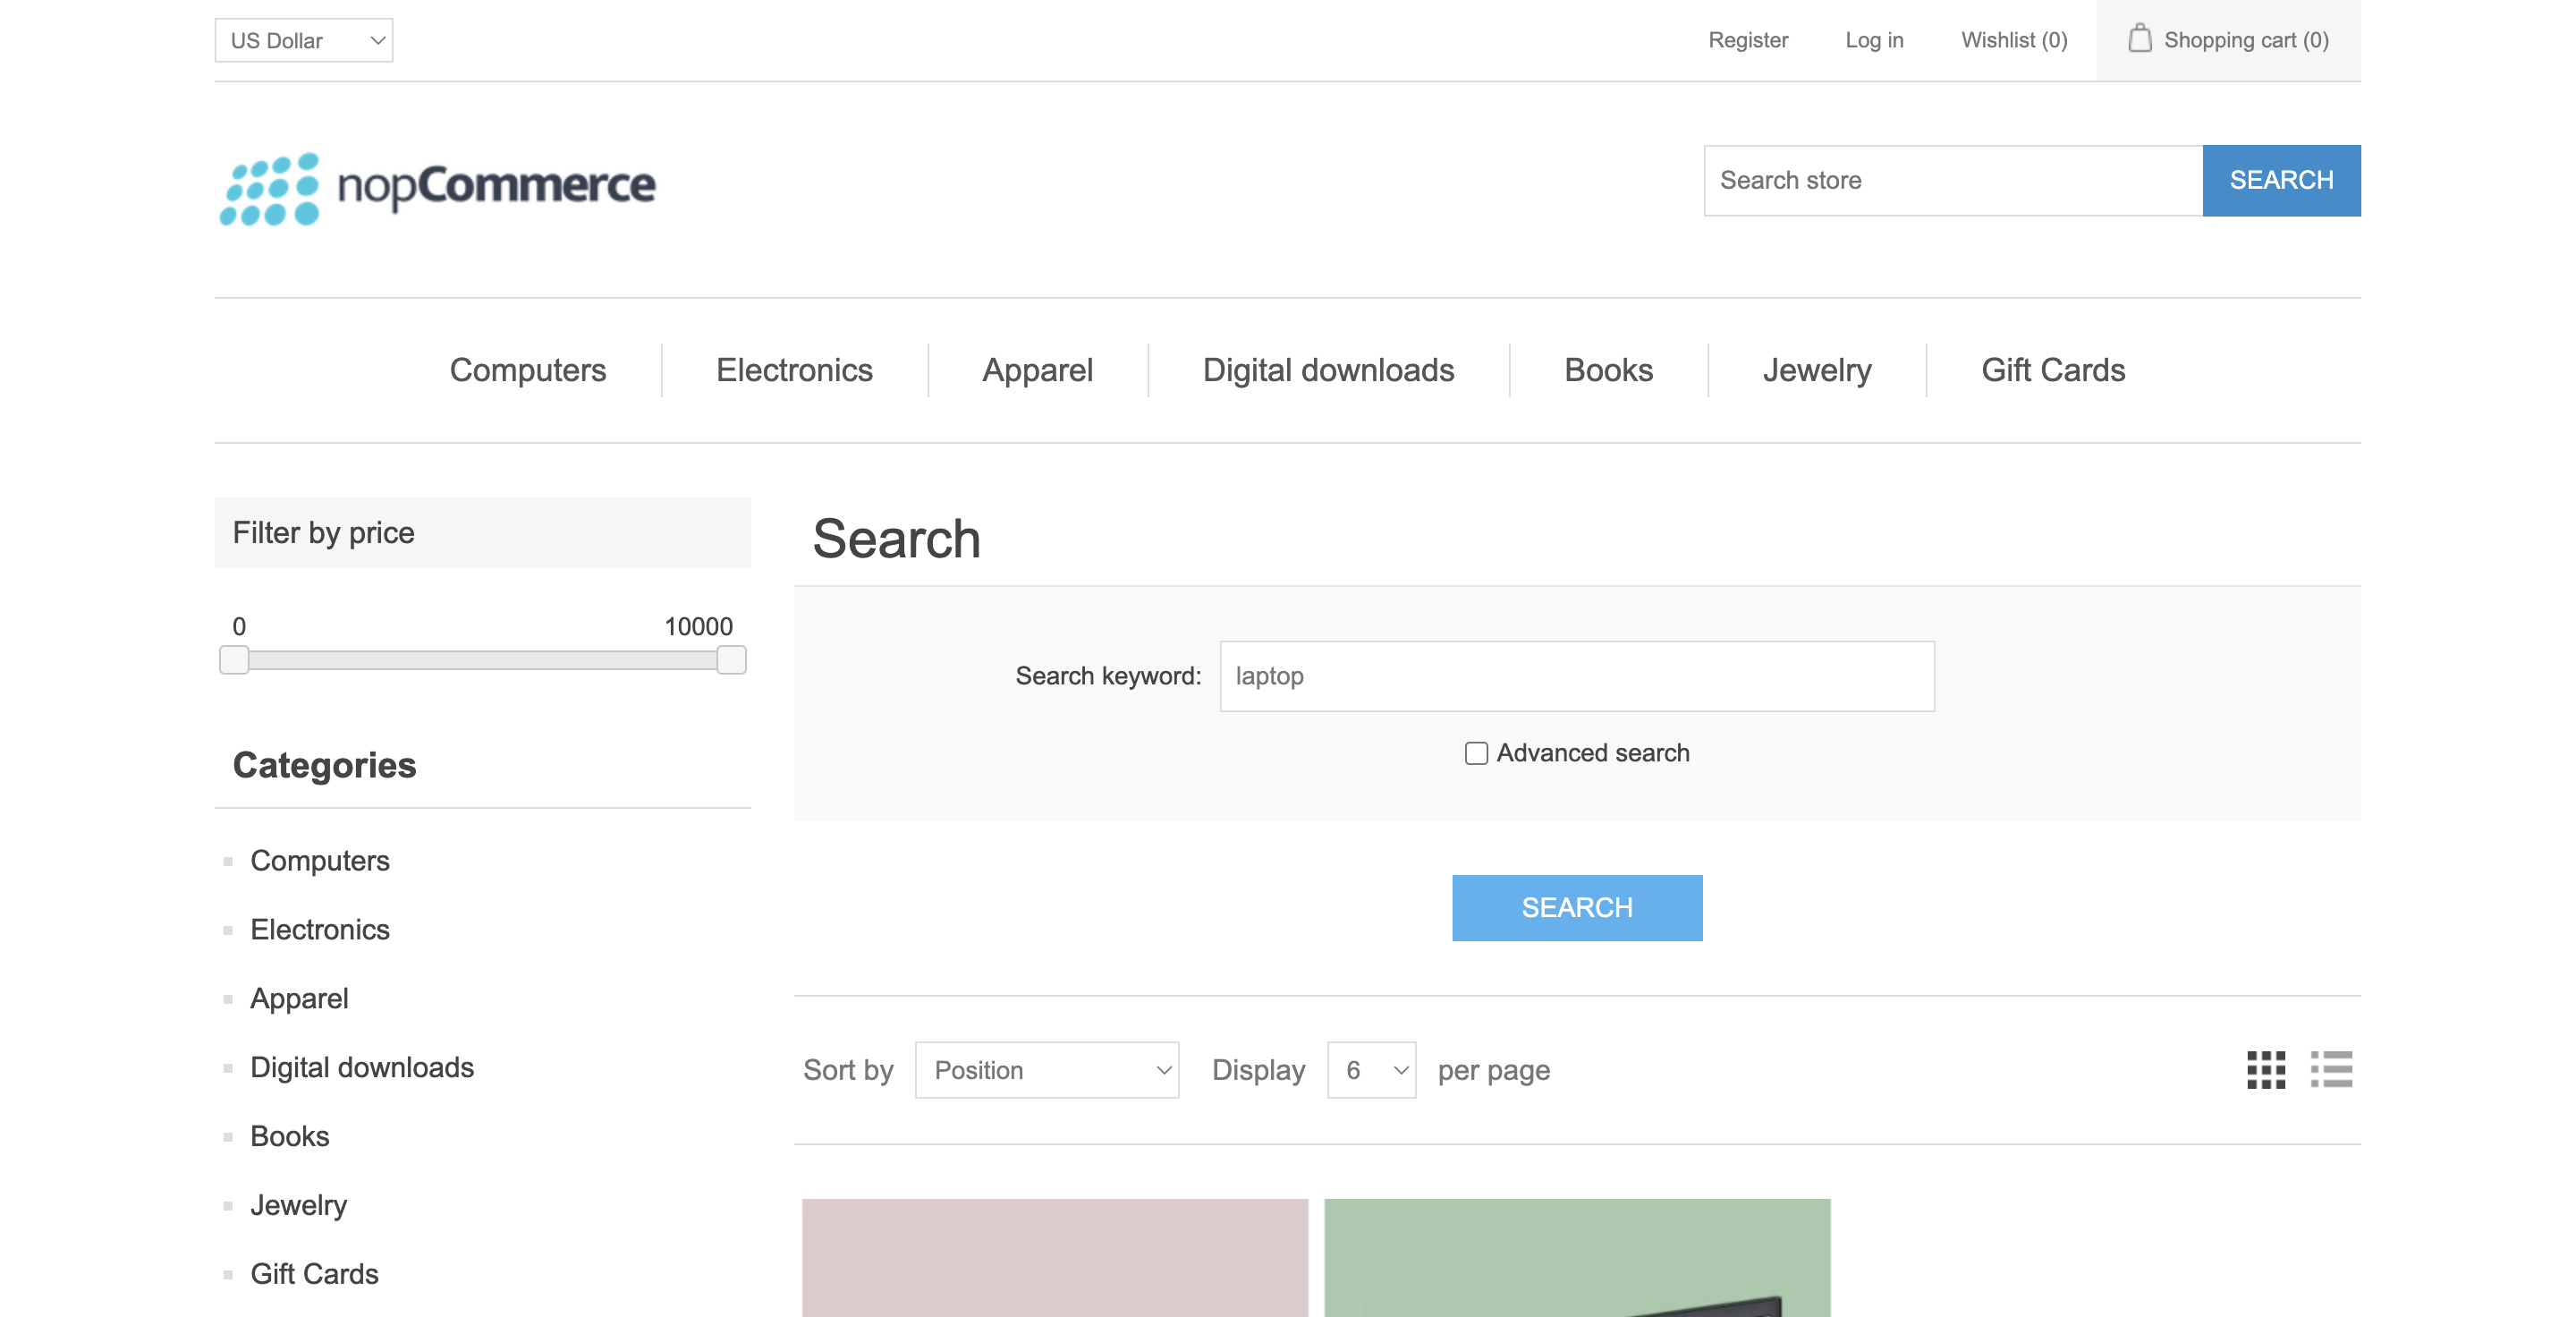 US Dollar
Register
Log in
Wishlist (0)
Shopping cart (0)
nopCommerce
Search store
SEARCH
Computers
Electronics
Apparel
Digital downloads
Books
Jewelry
Gift Cards
Filter by price
0
10000
Categories
Computers
Electronics
Apparel
Digital downloads
Books
Jewelry
Gift Cards
Search
Search keyword:
laptop
Advanced search
SEARCH
Sort by
Position
Display
6
per page